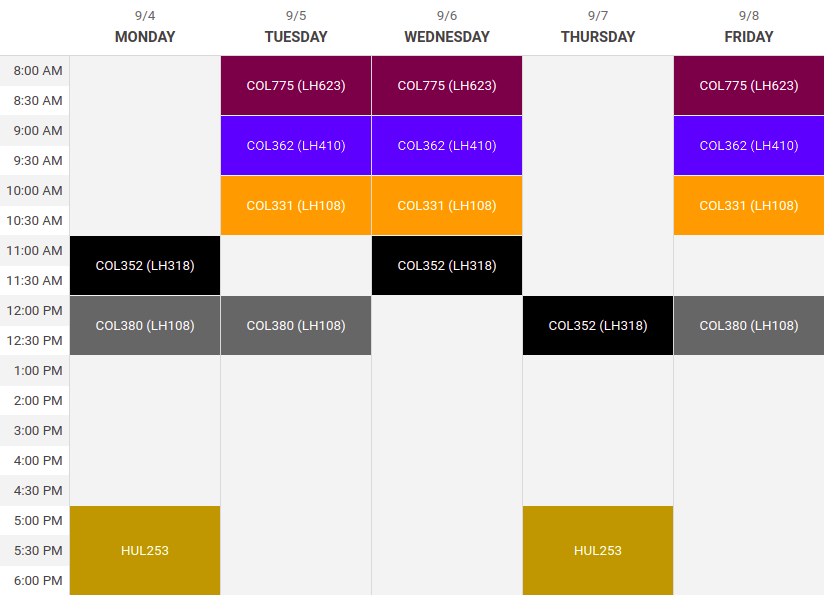 9/4 9/5 9/6 9/7 9/8
MONDAY TUESDAY WEDNESDAY THURSDAY FRIDAY
8:00 AM COL775 (LH623) COL775 (LH623) COL775 (LH623)
8:30 AM
9:00 AM COL362 (LH410) COL362 (LH410) COL362 (LH410)
9:30 AM
10:00 AM COL331 (LH108) COL331 (LH108) COL331 (LH108)
10:30 AM
11:00 AM COL352 (LH318) COL352 (LH318)
11:30 AM
12:00 PM COL380 (LH108) COL380 (LH108) COL352 (LH318) COL380 (LH108)
12:30 PM
1:00 PM
2:00 PM
3:00 PM
4:00 PM
4:30 PM
5:00 PM
5:30 PM HUL253 HUL253
6:00 PM